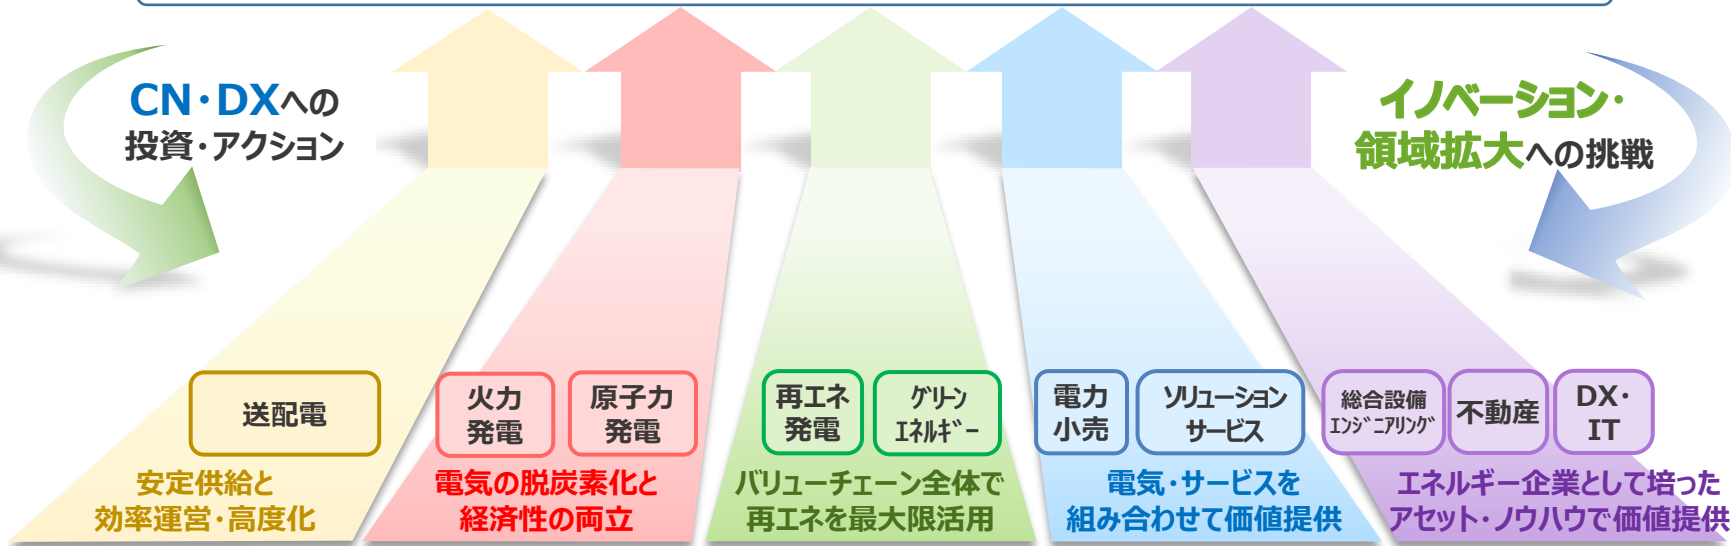 CN・DXへの
投資・アクション
イノベーション・
領域拡大への挑戦
送配電
火力
発電
原子力
発電
再エネ
発電
グリーン
エネルギー
電力
小売
ソリューション
サービス
総合設備
エンジニアリング
不動産
DX・
IT
安定供給と
効率運営・高度化
電気の脱炭素化と
経済性の両立
バリューチェーン全体で
再エネを最大限活用
電気・サービスを
組み合わせて価値提供
エネルギー企業として培った
アセット・ノウハウで価値提供